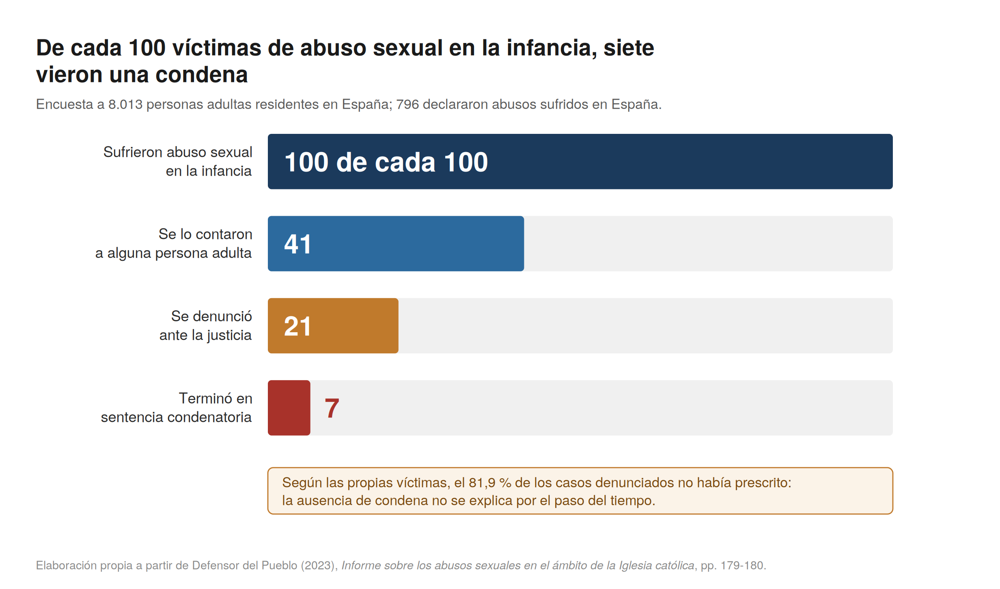 De cada 100 víctimas de abuso sexual en la infancia, siete
vieron una condena
Encuesta a 8.013 personas adultas residentes en España; 796 declararon abusos sufridos en España.
Sufrieron abuso sexual
en la infancia
100 de cada 100
Se lo contaron
a alguna persona adulta
41
Se denunció
ante la justicia
21
Terminó en
sentencia condenatoria
7
Según las propias víctimas, el 81,9 % de los casos denunciados no había prescrito:
la ausencia de condena no se explica por el paso del tiempo.
Elaboración propia a partir de Defensor del Pueblo (2023), Informe sobre los abusos sexuales en el ámbito de la Iglesia católica, pp. 179-180.